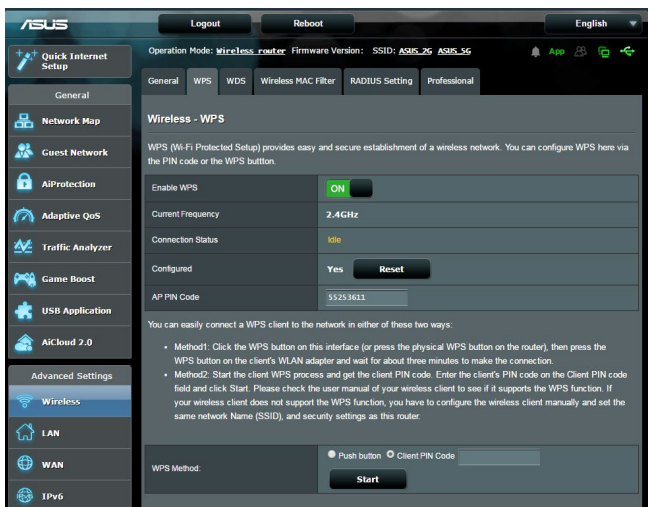 ASUS
Logout
Reboot
English
Quick Internet
Setup
Operation Mode: Wireless router Firmware Version: SSID: ASUS_2G ASUS_5G
App
General
WPS
WDS
Wireless MAC Filter
RADIUS Setting
Professional
General
Network Map
Guest Network
AiProtection
Adaptive QoS
Traffic Analyzer
Game Boost
USB Application
AiCloud 2.0
Advanced Settings
Wireless
LAN
WAN
IPv6
Wireless - WPS
WPS (Wi-Fi Protected Setup) provides easy and secure establishment of a wireless network. You can configure WPS here via
the PIN code or the WPS buttton.
Enable WPS
ON
Current Frequency
2.4GHz
Connection Status
Idle
Configured
Yes
Reset
AP PIN Code
55253611
You can easily connect a WPS client to the network in either of these two ways:
• Method1: Click the WPS button on this interface (or press the physical WPS button on the router), then press the
WPS button on the client's WLAN adapter and wait for about three minutes to make the connection.
• Method2: Start the client WPS process and get the client PIN code. Enter the client's PIN code on the Client PIN code
field and click Start. Please check the user manual of your wireless client to see if it supports the WPS function. If
your wireless client does not support the WPS function, you have to configure the wireless client manually and set the
same network Name (SSID), and security settings as this router.
WPS Method:
Push button
Client PIN Code
Start